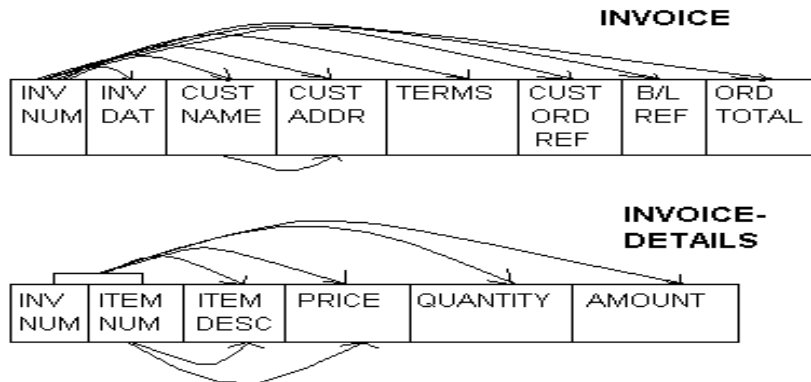 INVOICE
INV NUM
INV DAT
CUST NAME
CUST ADDR
TERMS
CUST ORD REF
B/L REF
ORD TOTAL
INVOICE-
DETAILS
INV NUM
ITEM NUM
ITEM DESC
PRICE
QUANTITY
AMOUNT